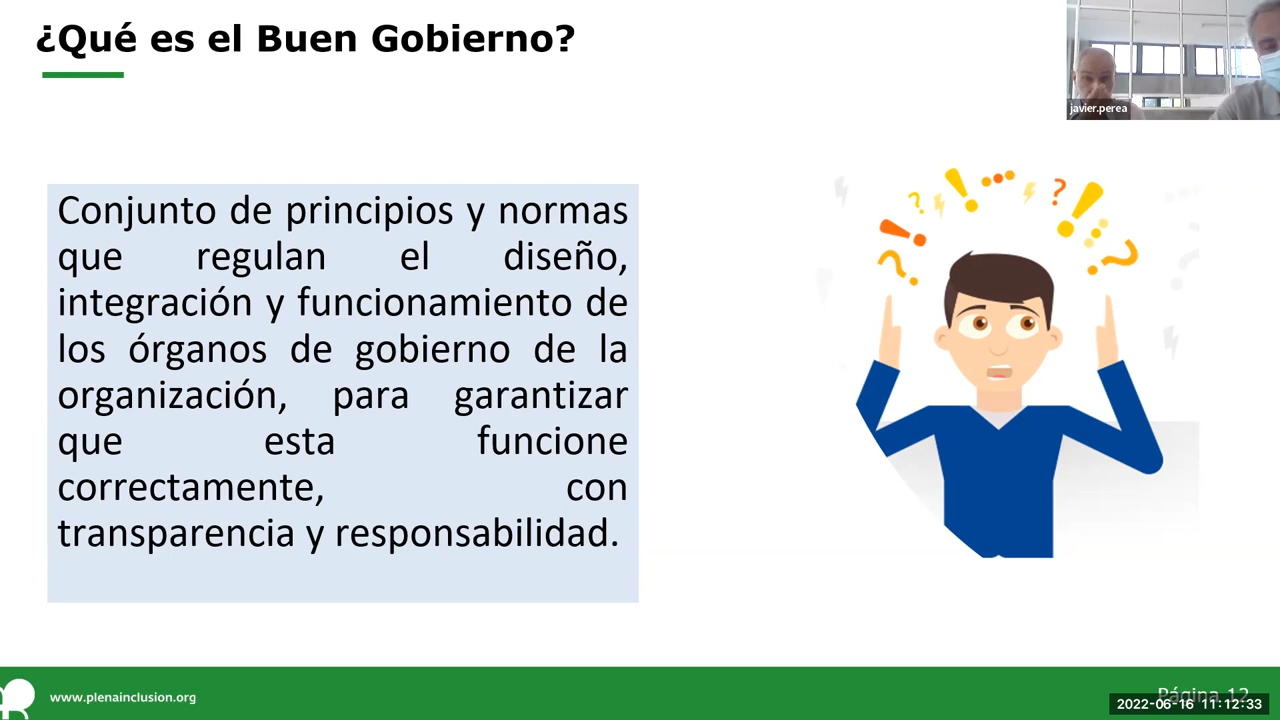 ¿Qué es el Buen Gobierno?
javier.perea
Conjunto de principios y normas
que regulan el diseño,
integración y funcionamiento de
los órganos de gobierno de la
organización, para garantizar
que esta funcione
correctamente, con
transparencia y responsabilidad.
www.plenainclusion.org
Página 12
2022-06-16 11:12:33